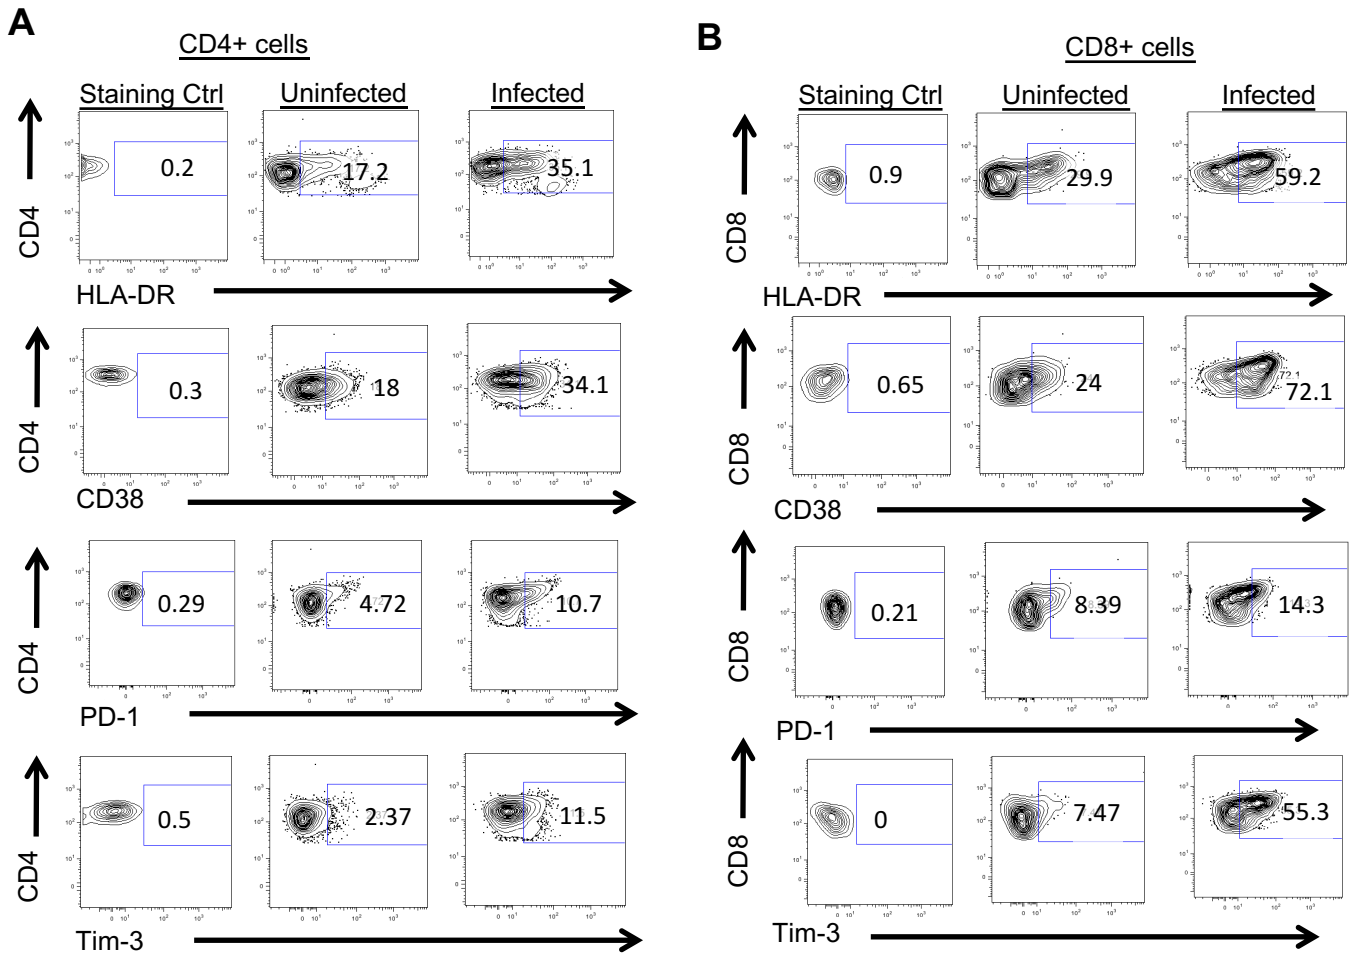 A
CD4+ cells
Staining Ctrl Uninfected Infected
CD4
0.2 17.2 35.1
HLA-DR
CD4
0.3 18 34.1
CD38
CD4
0.29 4.72 10.7
PD-1
CD4
0.5 2.37 11.5
Tim-3
B
CD8+ cells
Staining Ctrl Uninfected Infected
CD8
0.9 29.9 59.2
HLA-DR
CD8
0.65 24 72.1
72.1
CD38
CD8
0.21 8.39 14.3
PD-1
CD8
0 7.47 55.3
Tim-3